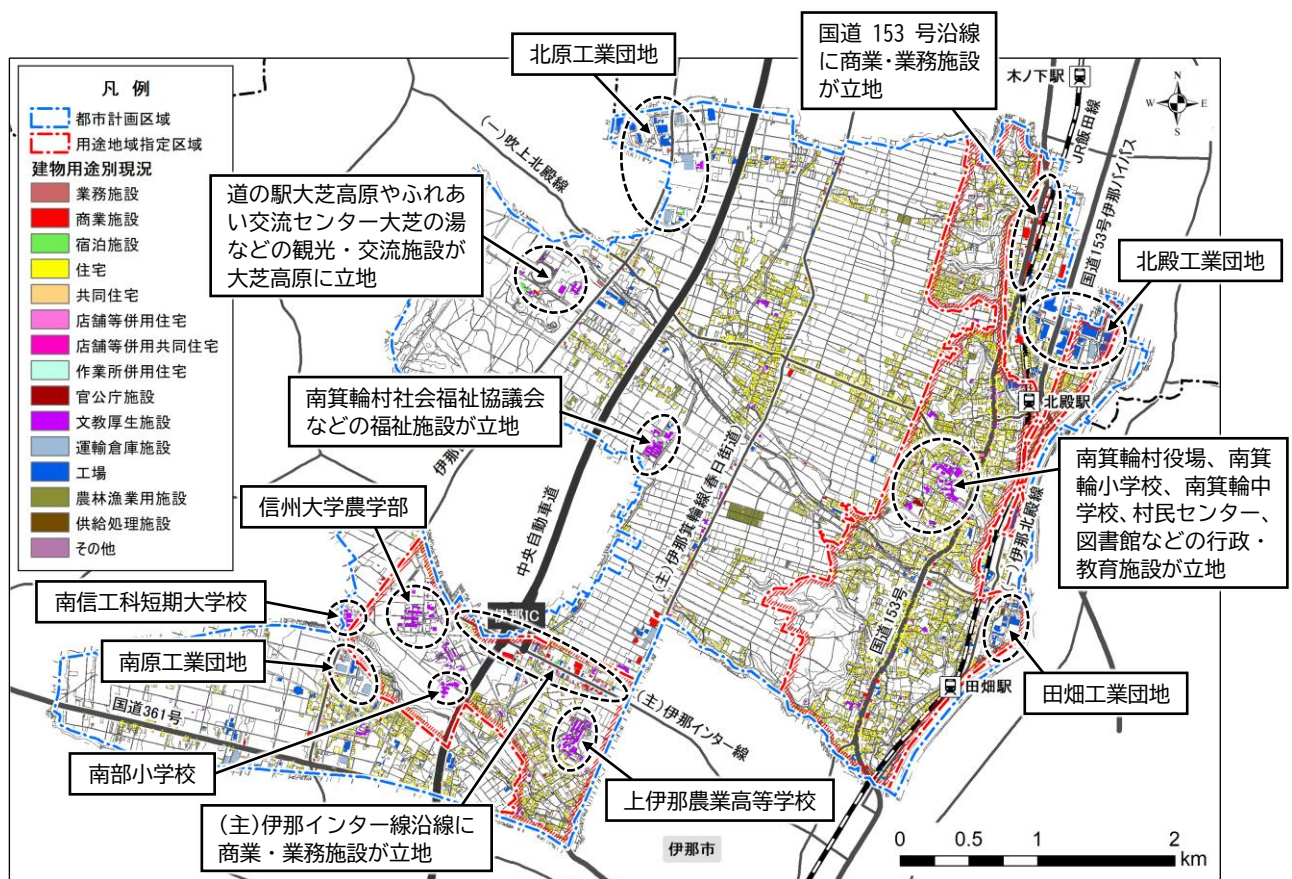 北原工業団地
国道 153 号沿線
に商業・業務施設
が立地
木ノ下駅
N
W
E
S
凡 例
都市計画区域
用途地域指定区域
建物用途別現況
業務施設
商業施設
宿泊施設
住宅
共同住宅
店舗等併用住宅
店舗等併用共同住宅
作業所併用住宅
官公庁施設
文教厚生施設
運輸倉庫施設
工場
農林漁業用施設
供給処理施設
その他
(一)吹上北殿線
JR飯田線
国道153号伊那バイパス
道の駅大芝高原やふれあ
い交流センター大芝の湯
などの観光・交流施設が
大芝高原に立地
北殿工業団地
南箕輪村社会福祉協議会
などの福祉施設が立地
北殿駅
伊那
中央自動車道
(主)伊那箕輪線(春日街道)
南箕輪村役場、南箕
輪小学校、南箕輪中
学校、村民センター、
図書館などの行政・
教育施設が立地
信州大学農学部
(一)伊那北殿線
国道153号
南信工科短期大学校
伊那IC
南原工業団地
田畑駅
田畑工業団地
国道361号
(主)伊那インター線
南部小学校
上伊那農業高等学校
(主)伊那インター線沿線に
商業・業務施設が立地
伊那市
0 0.5 1 2
km